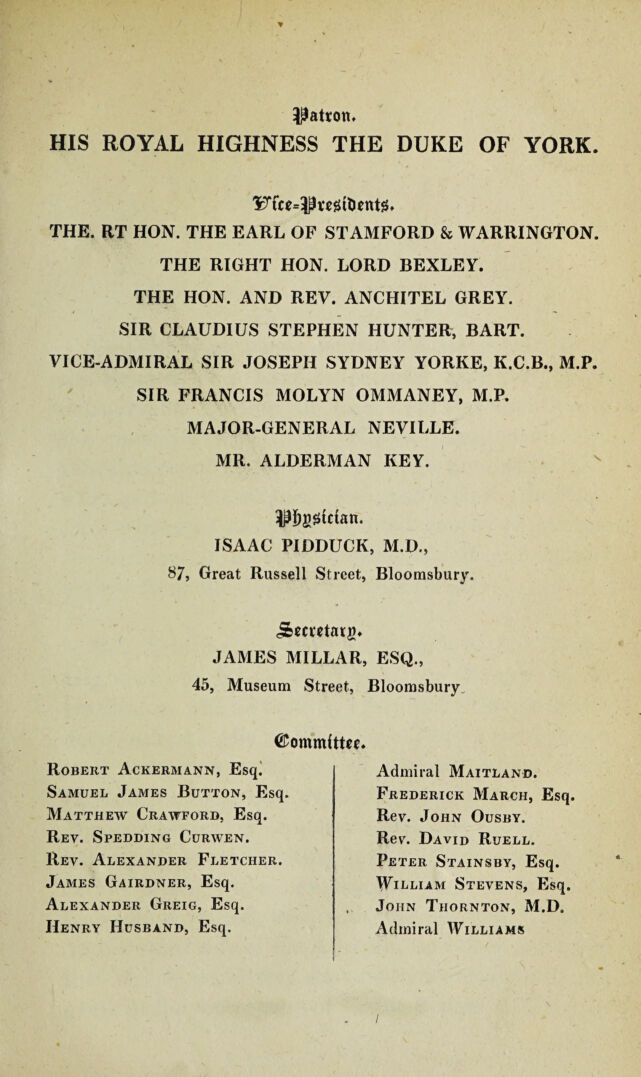 Patron.
HIS ROYAL HIGHNESS THE DUKE OF YORK.
Vice-Presidents.
THE. RT HON. THE EARL OF STAMFORD & WARRINGTON.
THE RIGHT HON. LORD BEXLEY.
THE HON. AND REV. ANCHITEL GREY.
SIR CLAUDIUS STEPHEN HUNTER, BART.
VICE-ADMIRAL SIR JOSEPH SYDNEY YORKE, K.C.B., M.P.
SIR FRANCIS MOLYN OMMANEY, M.P.
MAJOR-GENERAL NEVILLE.
MR. ALDERMAN KEY.
Physician.
ISAAC PIDDUCK, M.D.,
87, Great Russell Street, Bloomsbury.
Secretary.
JAMES MILLAR, ESQ.,
45, Museum Street, Bloomsbury.
Committee.
ROBERT ACKERMANN, Esq.
SAMUEL JAMES BUTTON, Esq.
MATTHEW CRAWFORD, Esq.
REV. SPEDDING CURWEN.
REV. ALEXANDER FLETCHER.
JAMES GAIRDNER, Esq.
ALEXANDER GREIG, Esq.
HENRY HUSBAND, Esq.
Admiral MAITLAND.
FREDERICK MARCH, Esq.
Rev. JOHN OUSBY.
Rev. DAVID RUELL.
PETER STAINSBY, Esq.
WILLIAM STEVENS, Esq.
JOHN THORNTON, M.D.
Admiral WILLIAMS